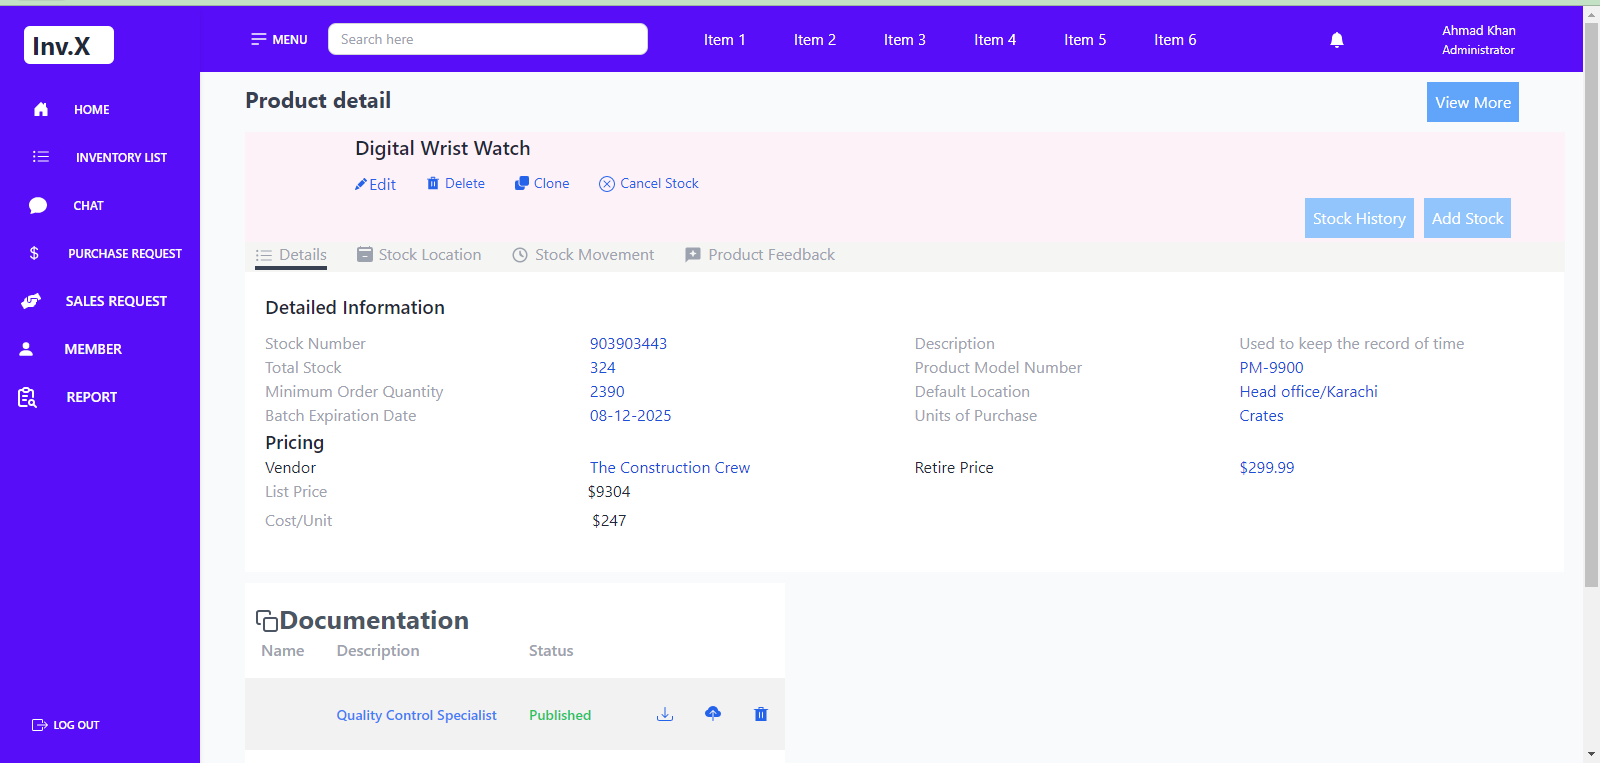 Inv.X
MENU
Search here
Item 1
Item 2
Item 3
Item 4
Item 5
Item 6
Ahmad Khan
Administrator
HOME
INVENTORY LIST
CHAT
PURCHASE REQUEST
SALES REQUEST
MEMBER
REPORT
LOG OUT
Product detail
View More
Digital Wrist Watch
Edit
Delete
Clone
Cancel Stock
Stock History
Add Stock
Details
Stock Location
Stock Movement
Product Feedback
Detailed Information
Stock Number 903903443 Description Used to keep the record of time
Total Stock 324 Product Model Number PM-9900
Minimum Order Quantity 2390 Default Location Head office/Karachi
Batch Expiration Date 08-12-2025 Units of Purchase Crates
Pricing
Vendor The Construction Crew Retire Price $299.99
List Price $9304
Cost/Unit $247
Documentation
Name Description Status
Quality Control Specialist Published